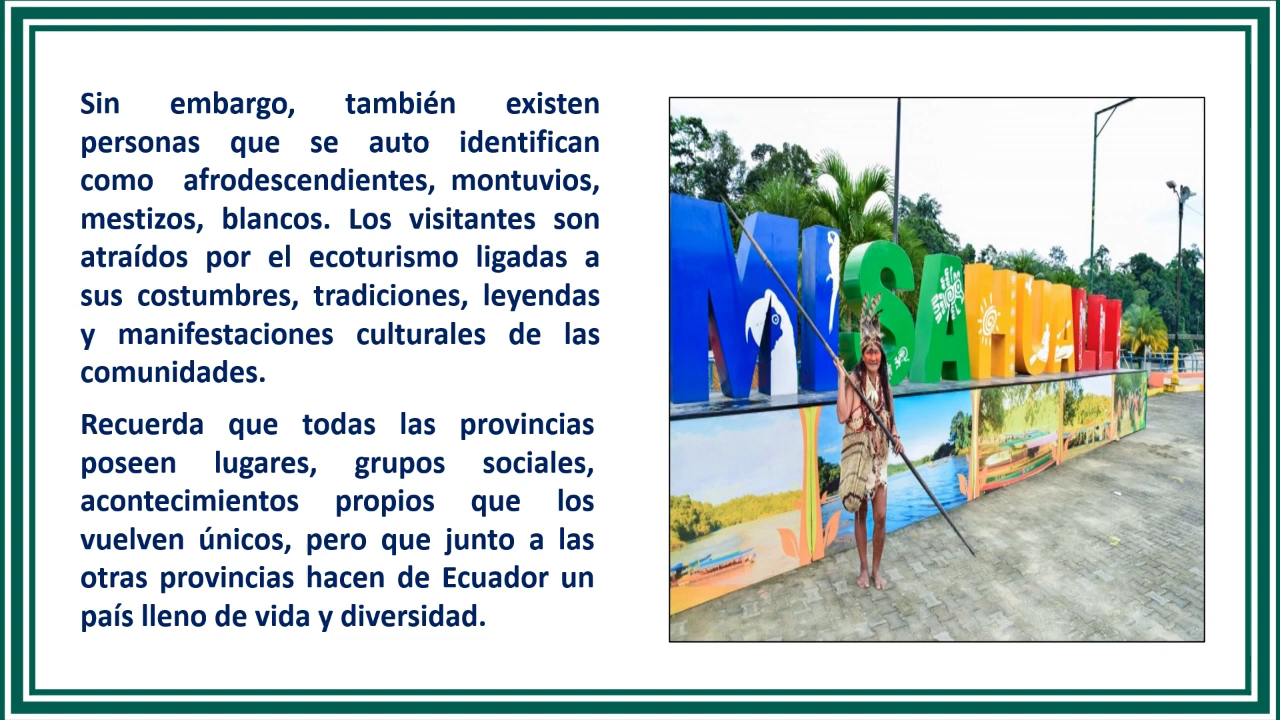 Sin embargo, también existen
personas que se auto identifican
como afrodescendientes, montuvios,
mestizos, blancos. Los visitantes son
atraídos por el ecoturismo ligadas a
sus costumbres, tradiciones, leyendas
y manifestaciones culturales de las
comunidades.
Recuerda que todas las provincias
poseen lugares, grupos sociales,
acontecimientos propios que los
vuelven únicos, pero que junto a las
otras provincias hacen de Ecuador un
país lleno de vida y diversidad.
MISAHUALLI